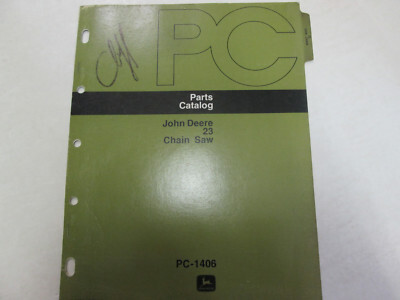 PC
Parts
Catalog
John Deere
23
Chain Saw
PC-1406